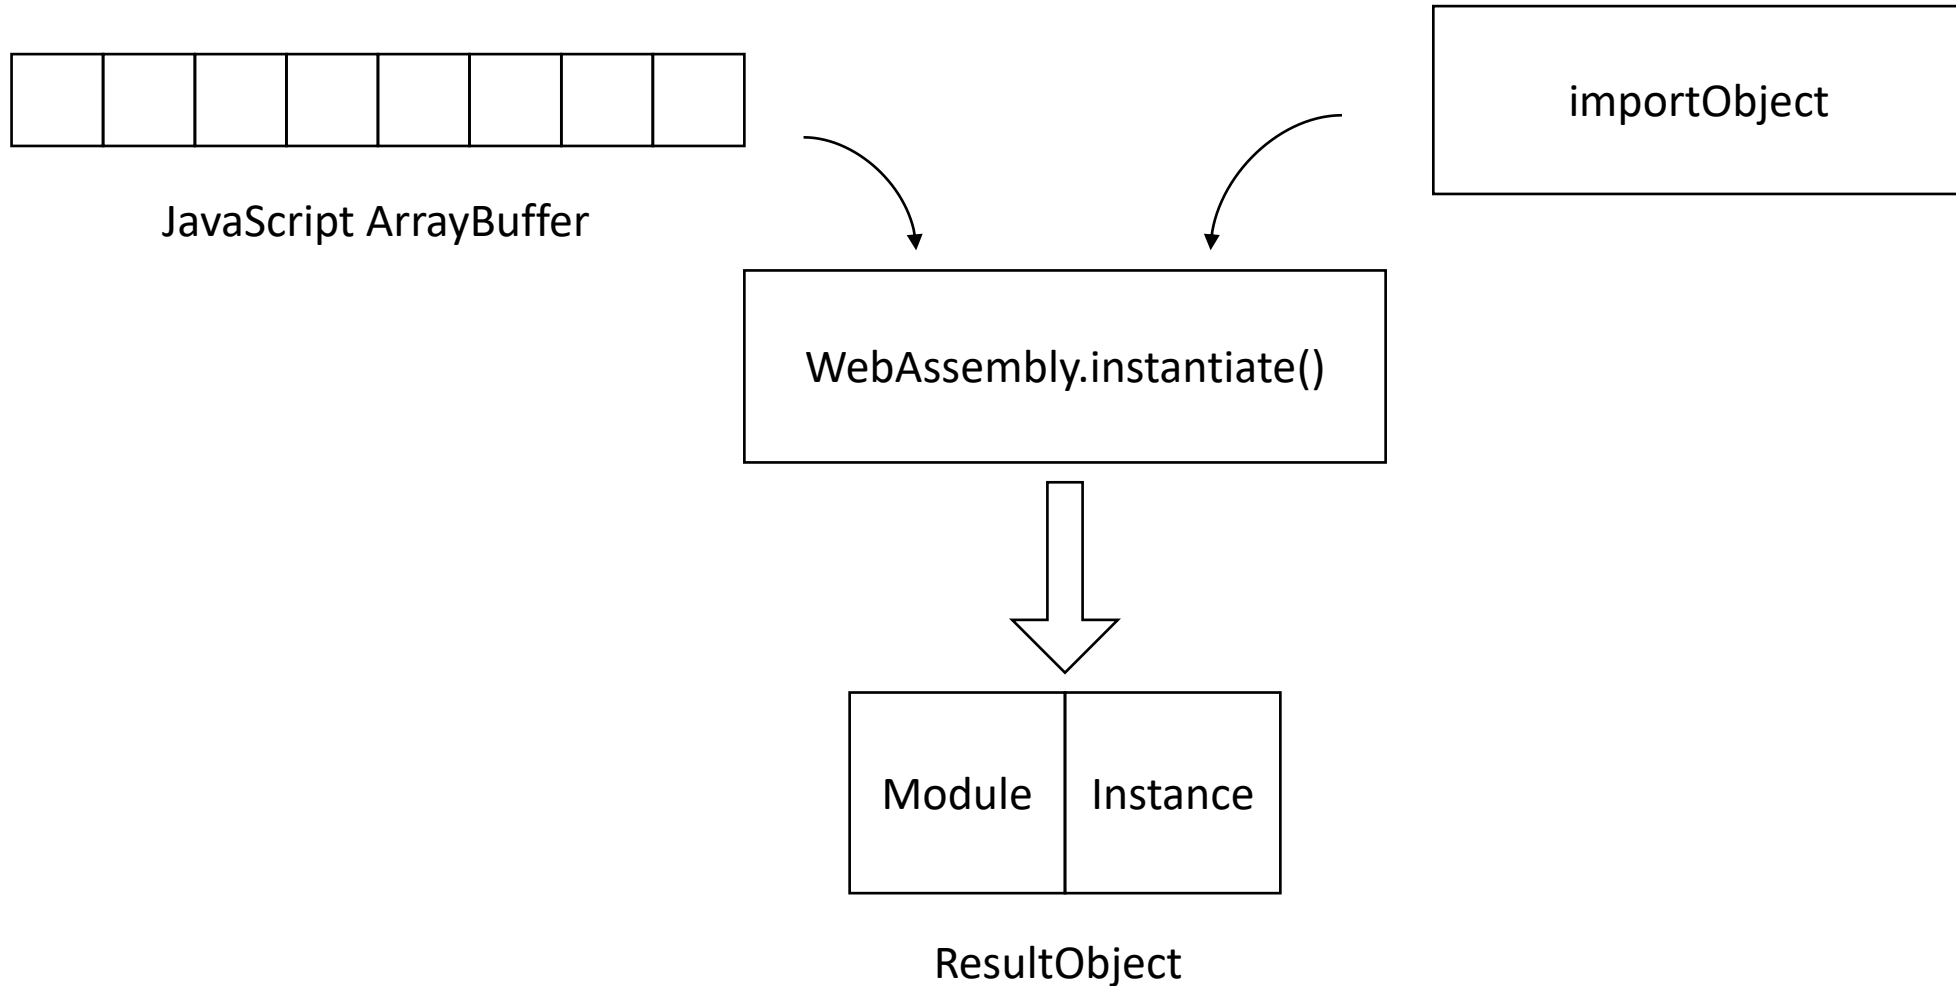 importObject
JavaScript ArrayBuffer
WebAssembly.instantiate()
Module
Instance
ResultObject